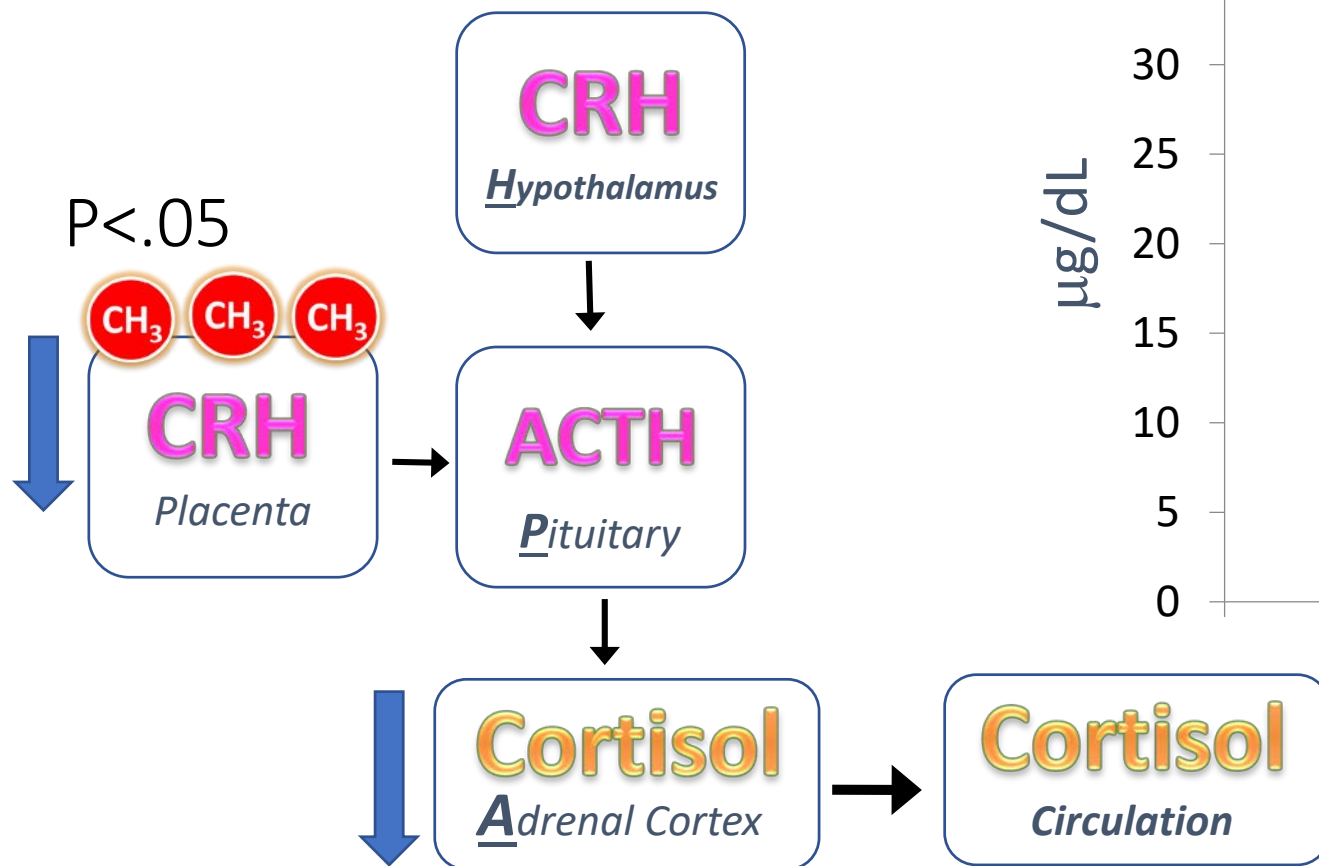 CRH
Hypothalamus
P<.05
CH₃ CH₃ CH₃
CRH
Placenta
ACTH
Pituitary
Cortisol
Adrenal Cortex
Cortisol
Circulation
µg/dL
30
25
20
15
10
5
0